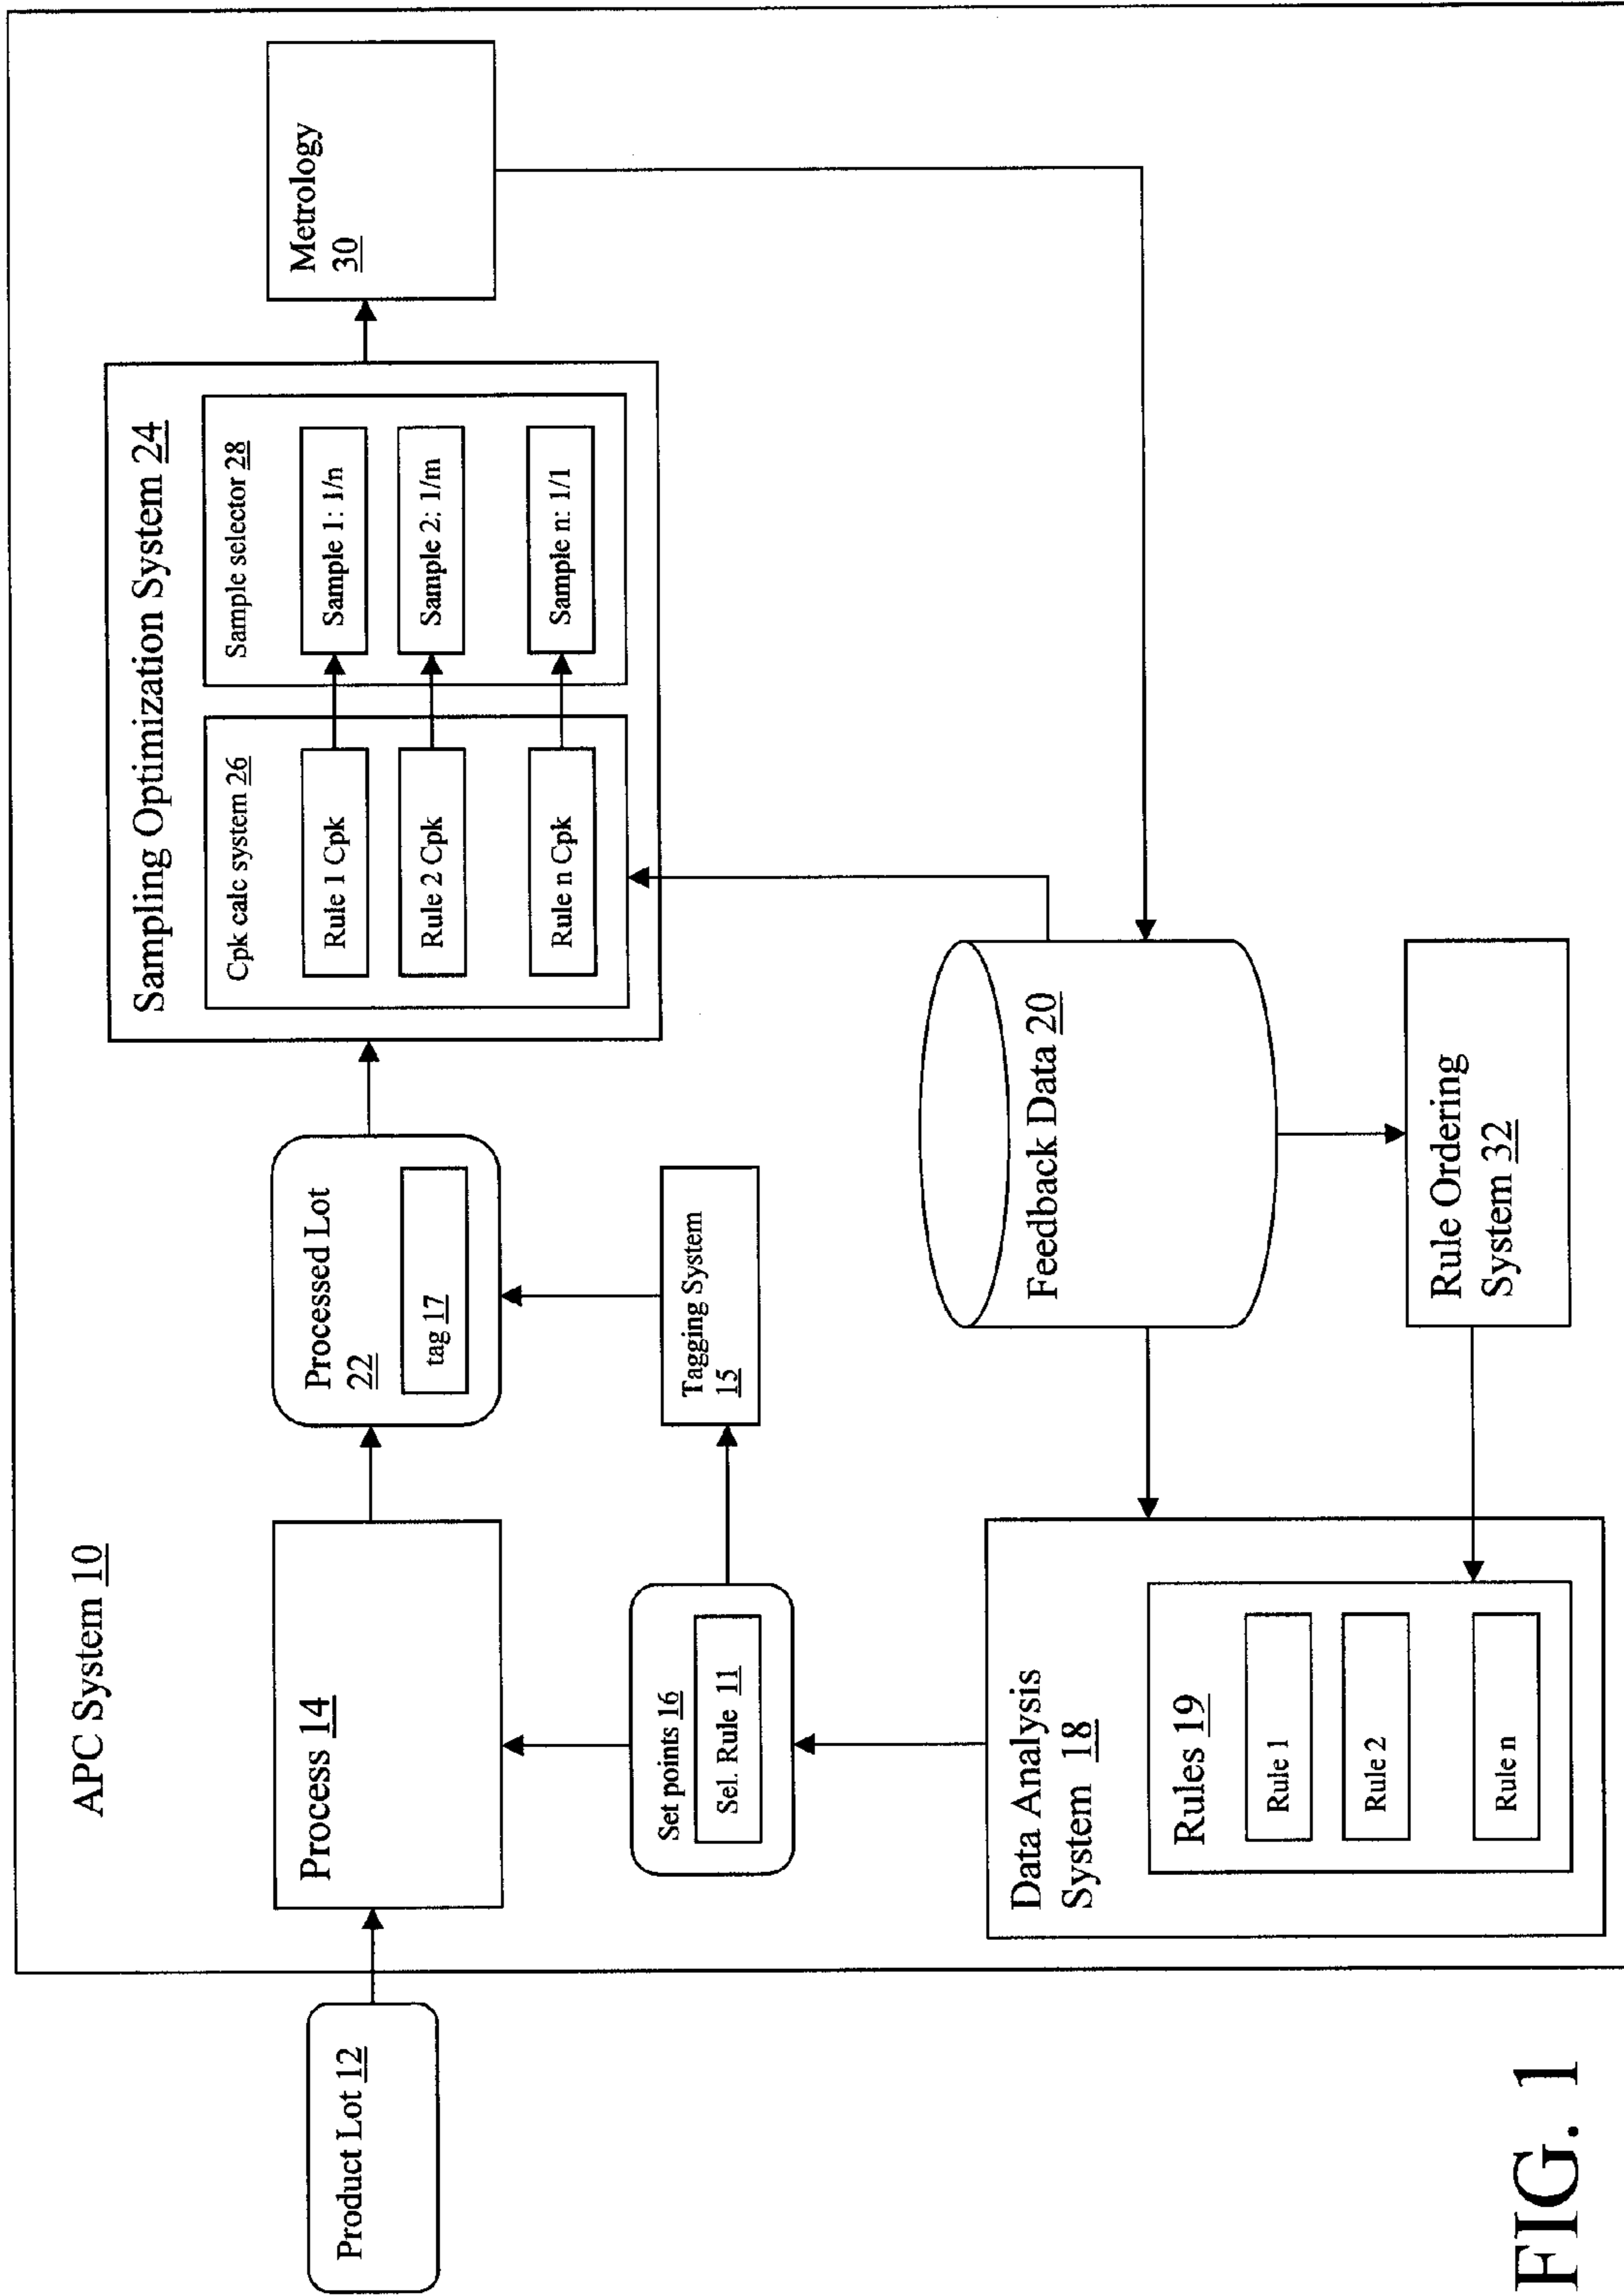 APC System 10
Product Lot 12
Process 14
Processed Lot
22
tag 17
Sampling Optimization System 24
Cpk calc system 26
Rule 1 Cpk
Rule 2 Cpk
Rule n Cpk
Sample selector 28
Sample 1: 1/n
Sample 2: 1/m
Sample n: 1/1
Metrology
30
Set points 16
Sel. Rule 11
Tagging System
15
Data Analysis
System 18
Rules 19
Rule 1
Rule 2
Rule n
Feedback Data 20
Rule Ordering
System 32
FIG. 1